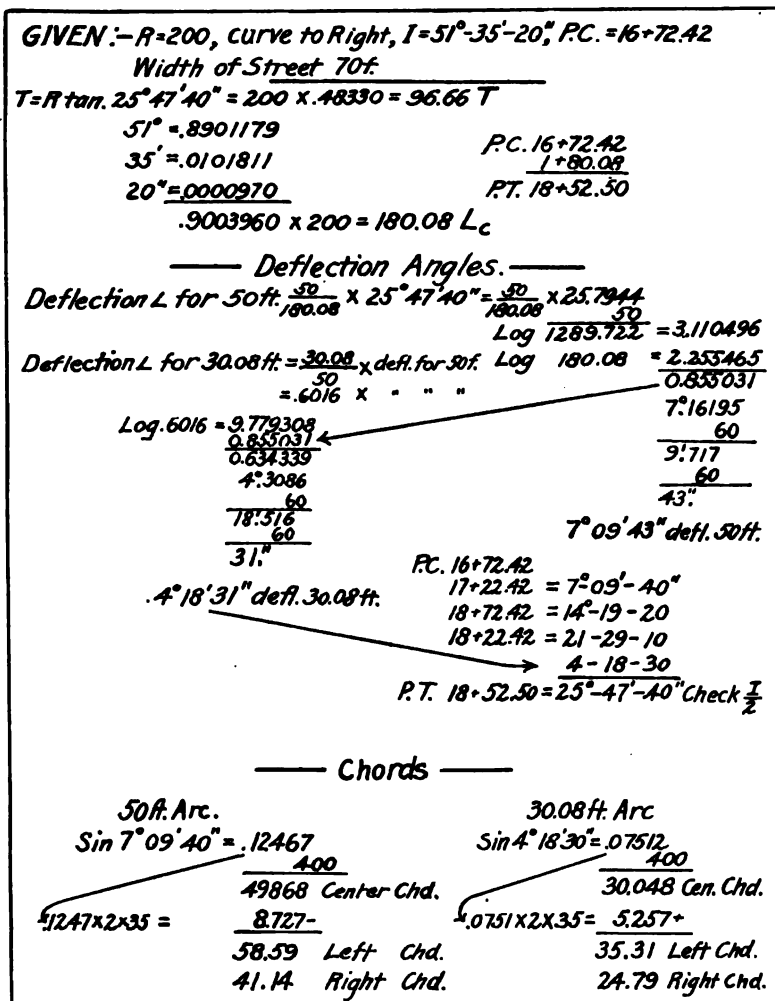 GIVEN:- R=200, Curve to Right, I=51°-35'-20", P.C.=16+72.42
Width of Street 70f.
T=R tan. 25°47'40" = 200 x .48330 = 96.66 T
51° = .8901179
35' = .0101811
20" = .0000970
.9003960 x 200 = 180.08 Lc
P.C. 16+72.42
1+80.08
P.T. 18+52.50
Deflection Angles.
Deflection ∠ for 50ft. 50/180.08 x 25°47'40" = 50/180.08 x 25.7944
50
Log 1289.722 = 3.110496
Deflection ∠ for 30.08 ft. = 30.08/50 x defl. for 50f. Log 180.08 = 2.255465
= .6016 x " " "
0.855031
7°.16195
60
9'.717
60
43".
7°09'43" defl. 50ft.
Log .6016 = 9.779308
0.855031
0.634339
4°.3086
60
18'.516
60
31."
.4°18'31" defl. 30.08ft.
P.C. 16+72.42
17+22.42 = 7°-09'-40"
18+72.42 = 14°-19-20
18+22.42 = 21-29-10
4-18-30
P.T. 18+52.50 = 25°-47'-40" Check I/2
Chords
50ft. Arc.
Sin 7°09'40" = .12467
400
49868 Center Chd.
.1247x2x35 = 8.727-
58.59 Left Chd.
41.14 Right Chd.
30.08 ft. Arc
Sin 4°18'30" = .07512
400
30.048 Cen. Chd.
.0751x2x35 = 5.257+
35.31 Left Chd.
24.79 Right Chd.